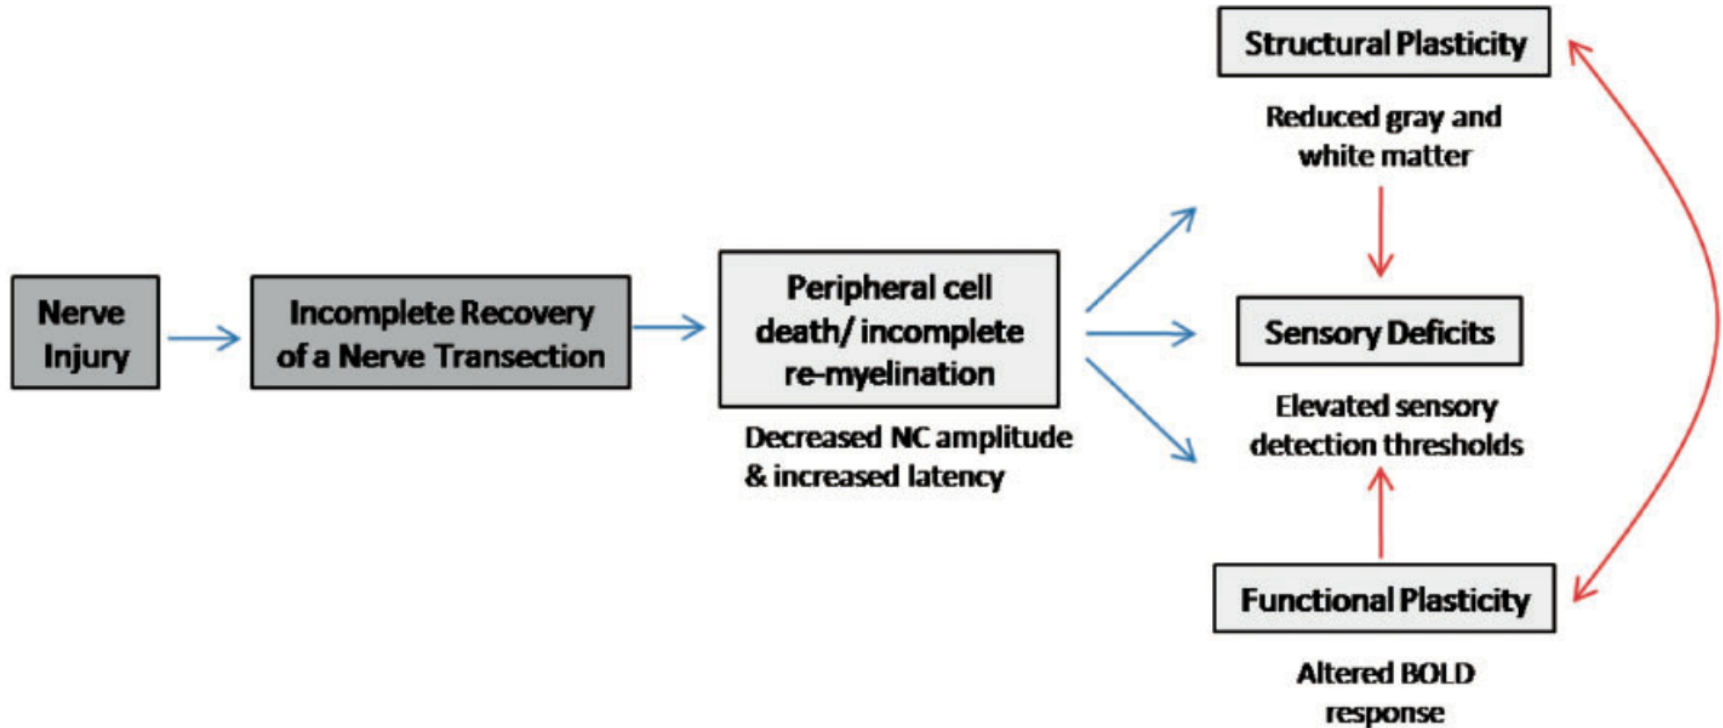 Nerve
Injury
Incomplete Recovery
of a Nerve Transection
Peripheral cell
death/ incomplete
re-myelination
Decreased NC amplitude
& increased latency
Structural Plasticity
Reduced gray and
white matter
Sensory Deficits
Elevated sensory
detection thresholds
Functional Plasticity
Altered BOLD
response